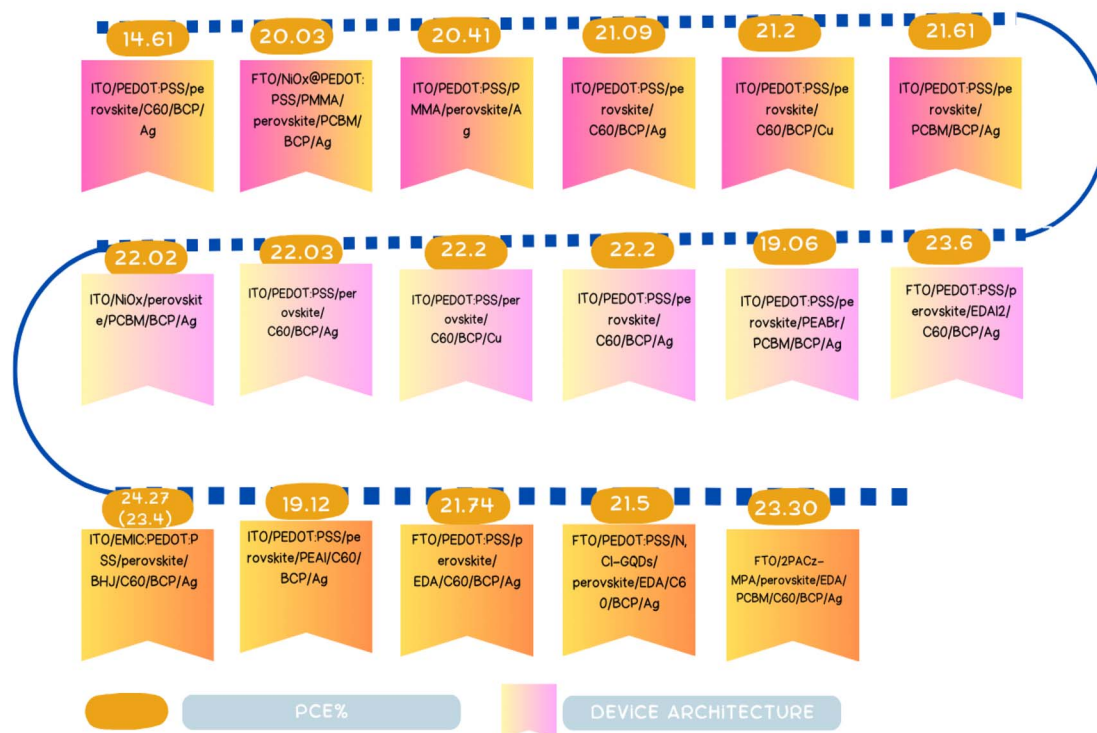 14.61
20.03
20.41
21.09
21.2
21.61
ITO/PEDOT:PSS/pe
rovskite/C60/BCP/
Ag
FTO/NiOx@PEDOT:
PSS/PMMA/
perovskite/PCBM/
BCP/Ag
ITO/PEDOT:PSS/P
MMA/perovskite/A
g
ITO/PEDOT:PSS/pe
rovskite/
C60/BCP/Ag
ITO/PEDOT:PSS/pe
rovskite/
C60/BCP/Cu
ITO/PEDOT:PSS/pe
rovskite/
PCBM/BCP/Ag
22.02
22.03
22.2
22.2
19.06
23.6
ITO/NiOx/perovskit
e/PCBM/BCP/Ag
ITO/PEDOT:PSS/per
ovskite/
C60/BCP/Ag
ITO/PEDOT:PSS/per
ovskite/
C60/BCP/Cu
ITO/PEDOT:PSS/pe
rovskite/
C60/BCP/Ag
ITO/PEDOT:PSS/pe
rovskite/PEABr/
PCBM/BCP/Ag
FTO/PEDOT:PSS/p
erovskite/EDAI2/
C60/BCP/Ag
24.27
(23.4)
19.12
21.74
21.5
23.30
ITO/EMIC:PEDOT:P
SS/perovskite/
BHJ/C60/BCP/Ag
ITO/PEDOT:PSS/pe
rovskite/PEAI/C60/
BCP/Ag
FTO/PEDOT:PSS/p
erovskite/
EDA/C60/BCP/Ag
FTO/PEDOT:PSS/N,
Cl-GQDs/
perovskite/EDA/C6
0/BCP/Ag
FTO/2PACz-
MPA/perovskite/EDA/
PCBM/C60/BCP/Ag
PCE%
DEVICE ARCHITECTURE